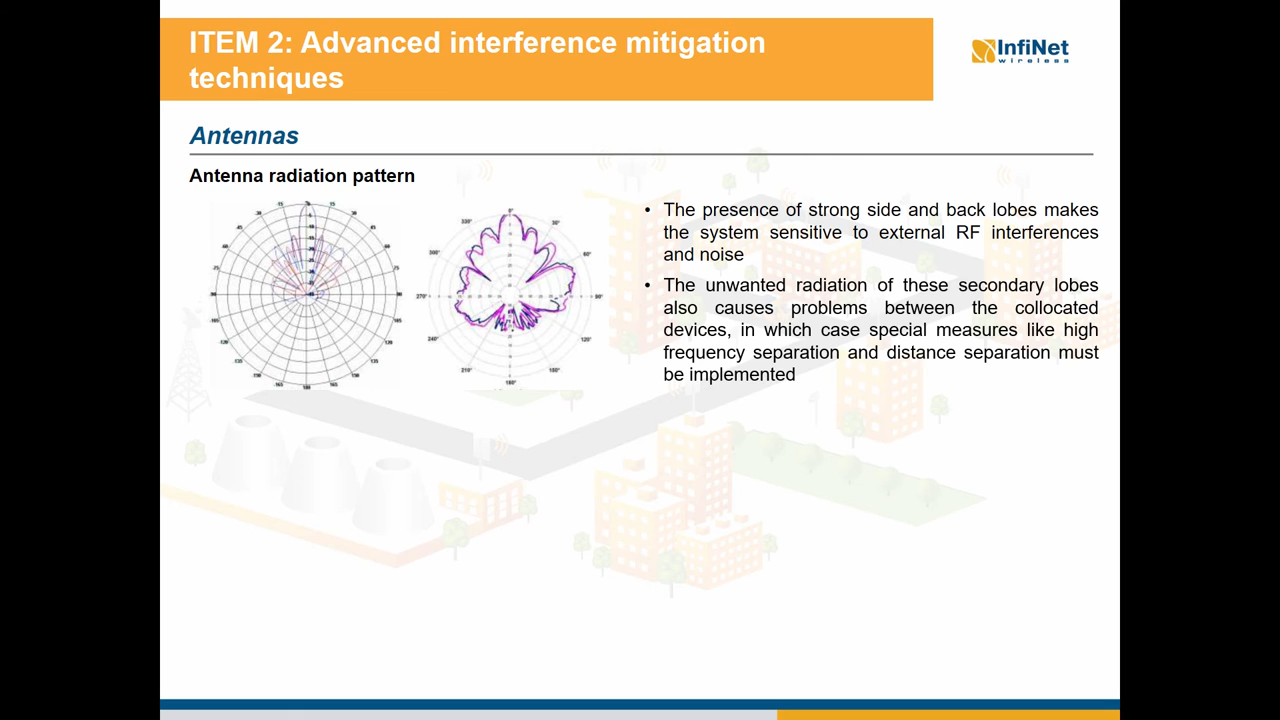 ITEM 2: Advanced interference mitigation
techniques
InfiNet
wireless
Antennas
Antenna radiation pattern
• The presence of strong side and back lobes makes
the system sensitive to external RF interferences
and noise
• The unwanted radiation of these secondary lobes
also causes problems between the collocated
devices, in which case special measures like high
frequency separation and distance separation must
be implemented
0°
30°
60°
90°
120°
150°
180°
210°
240°
270°
300°
330°